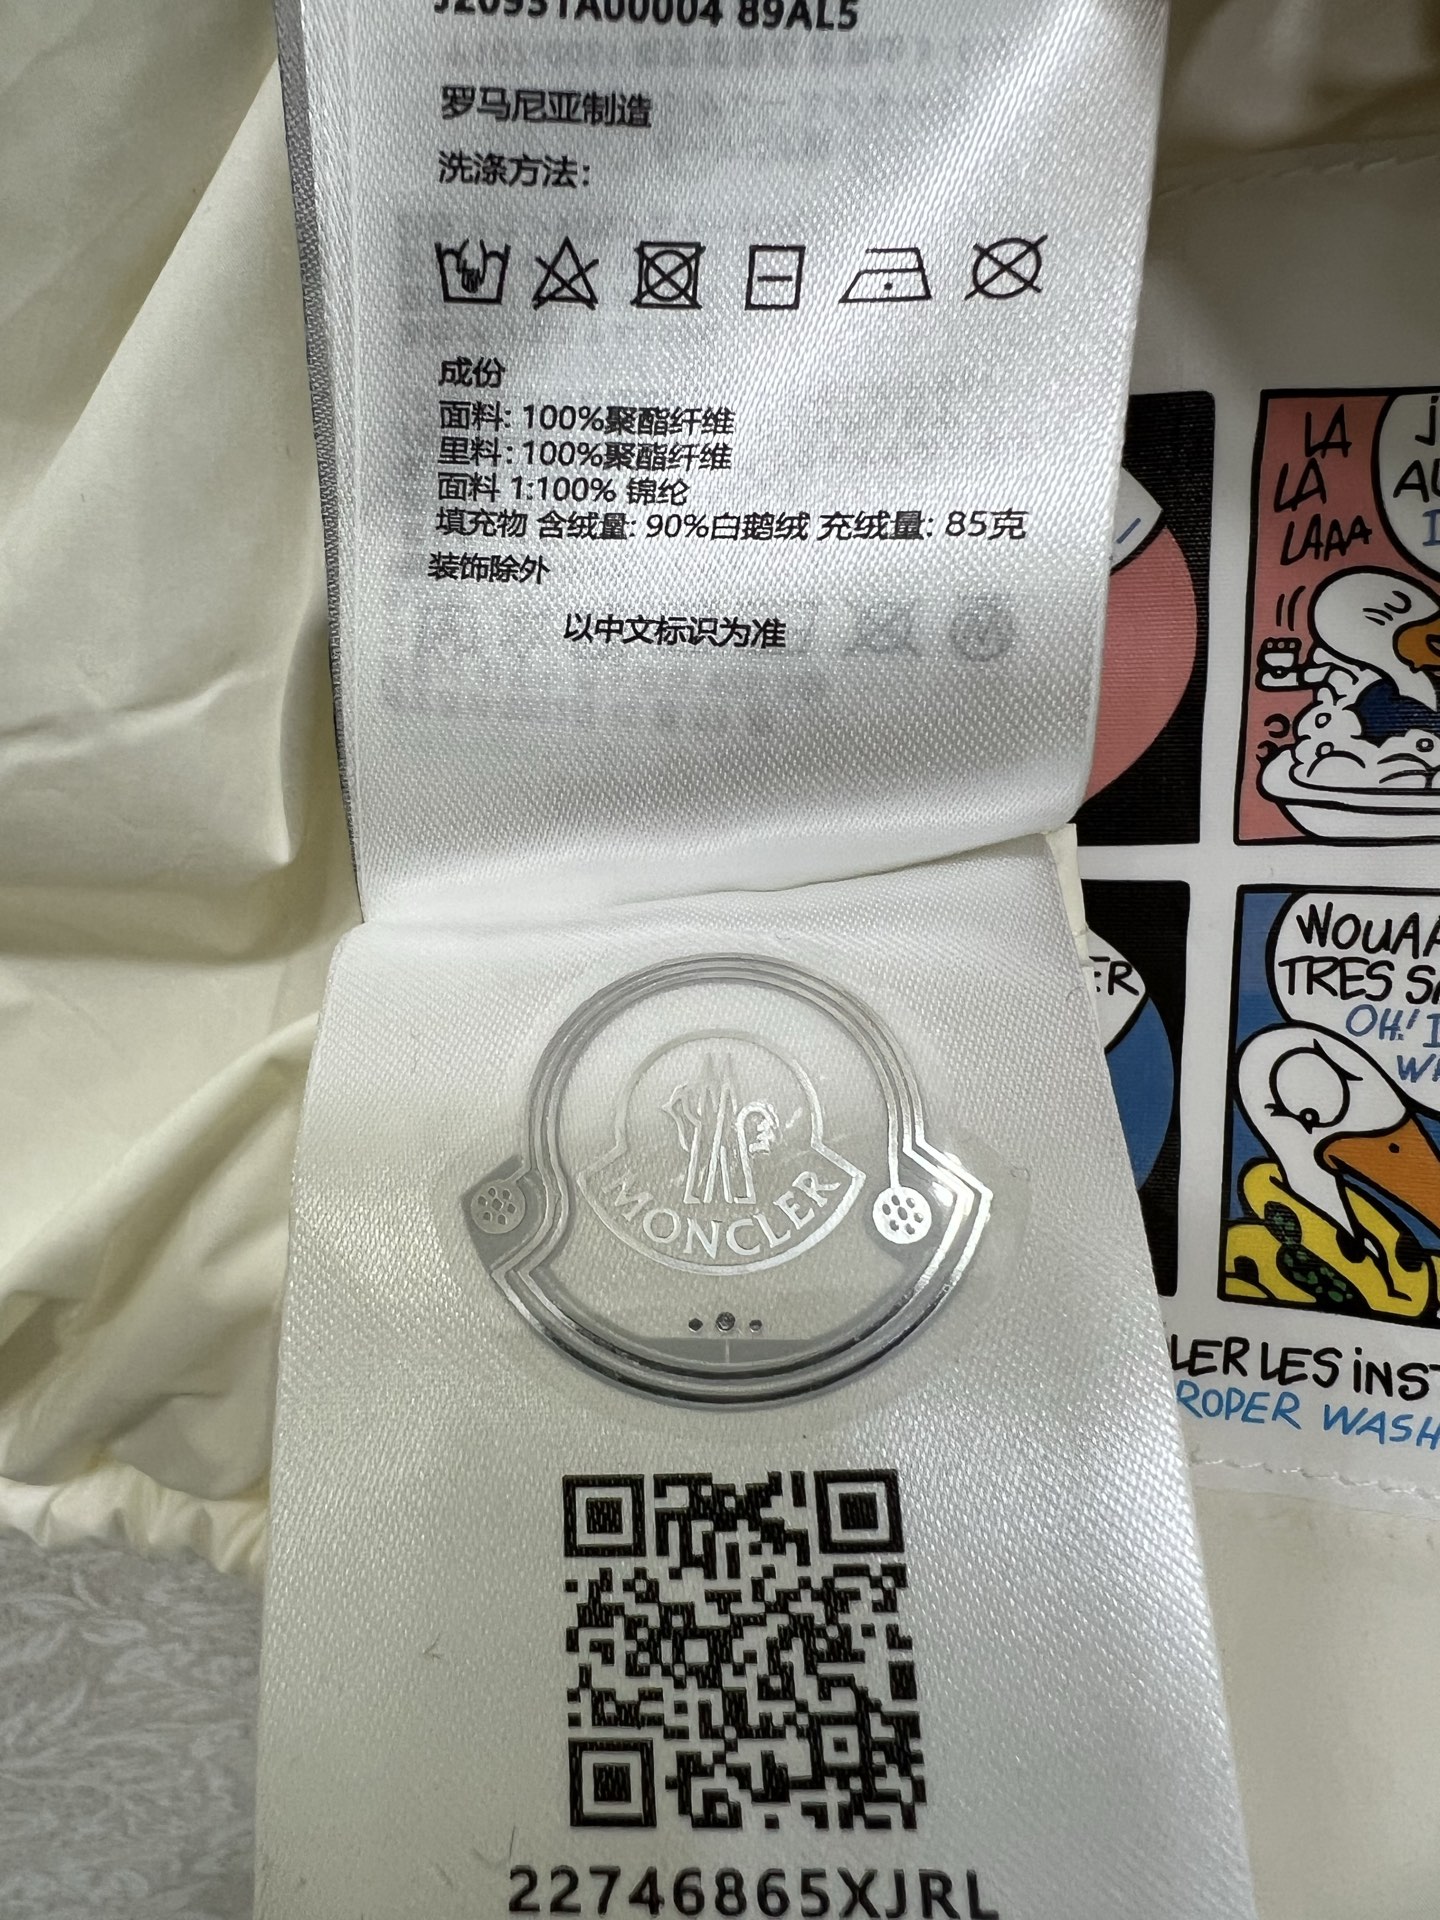 J20951A00004 89AL5
罗马尼亚制造
洗涤方法:
成份
面料: 100%聚酯纤维
里料: 100%聚酯纤维
面料 1:100% 锦纶
填充物 含绒量: 90%白鹅绒 充绒量: 85克
装饰除外
以中文标识为准
MONCLER
22746865XJRL
LA
LA
LAAA
WOUAA
TRES
OH!
ER
LER LES INST
ROPER WASH